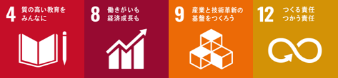 4 質の高い教育を
みんなに
8 働きがいも
経済成長も
9 産業と技術革新の
基盤をつくろう
12 つくる責任
つかう責任